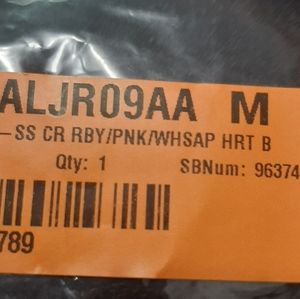 ALJR09AA M
-SS CR RBY/PNK/WHSAP HRT B
Qty: 1 SBNum: 96374
789